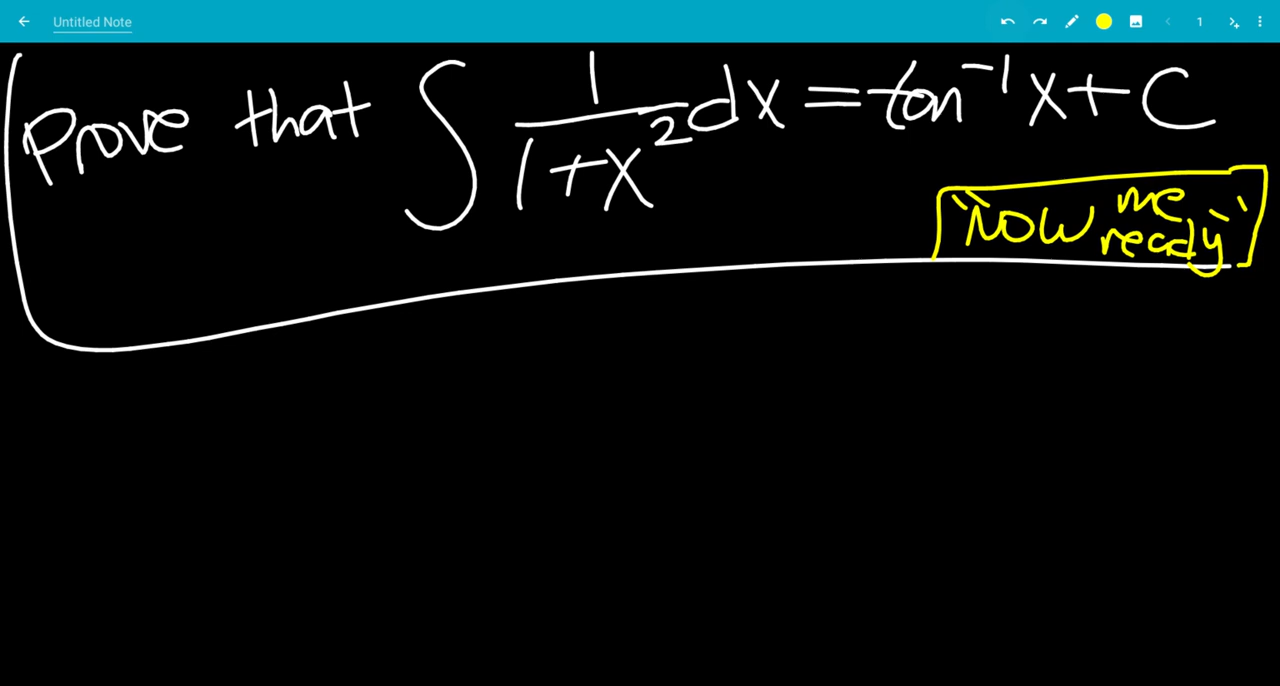 Untitled Note
1
Prove that ∫ 1/(1+x²) dx = tan⁻¹x + C
"Now me
ready"